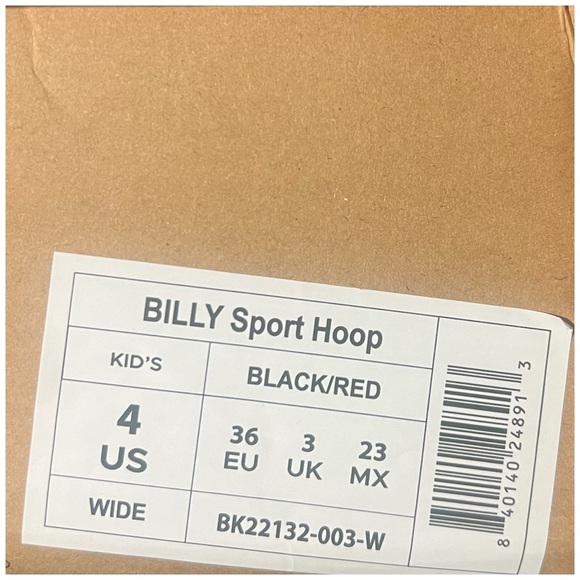 BILLY Sport Hoop
KID'S
BLACK/RED
4
US
36 3 23
EU UK MX
WIDE
BK22132-003-W
8 40140 24891 3